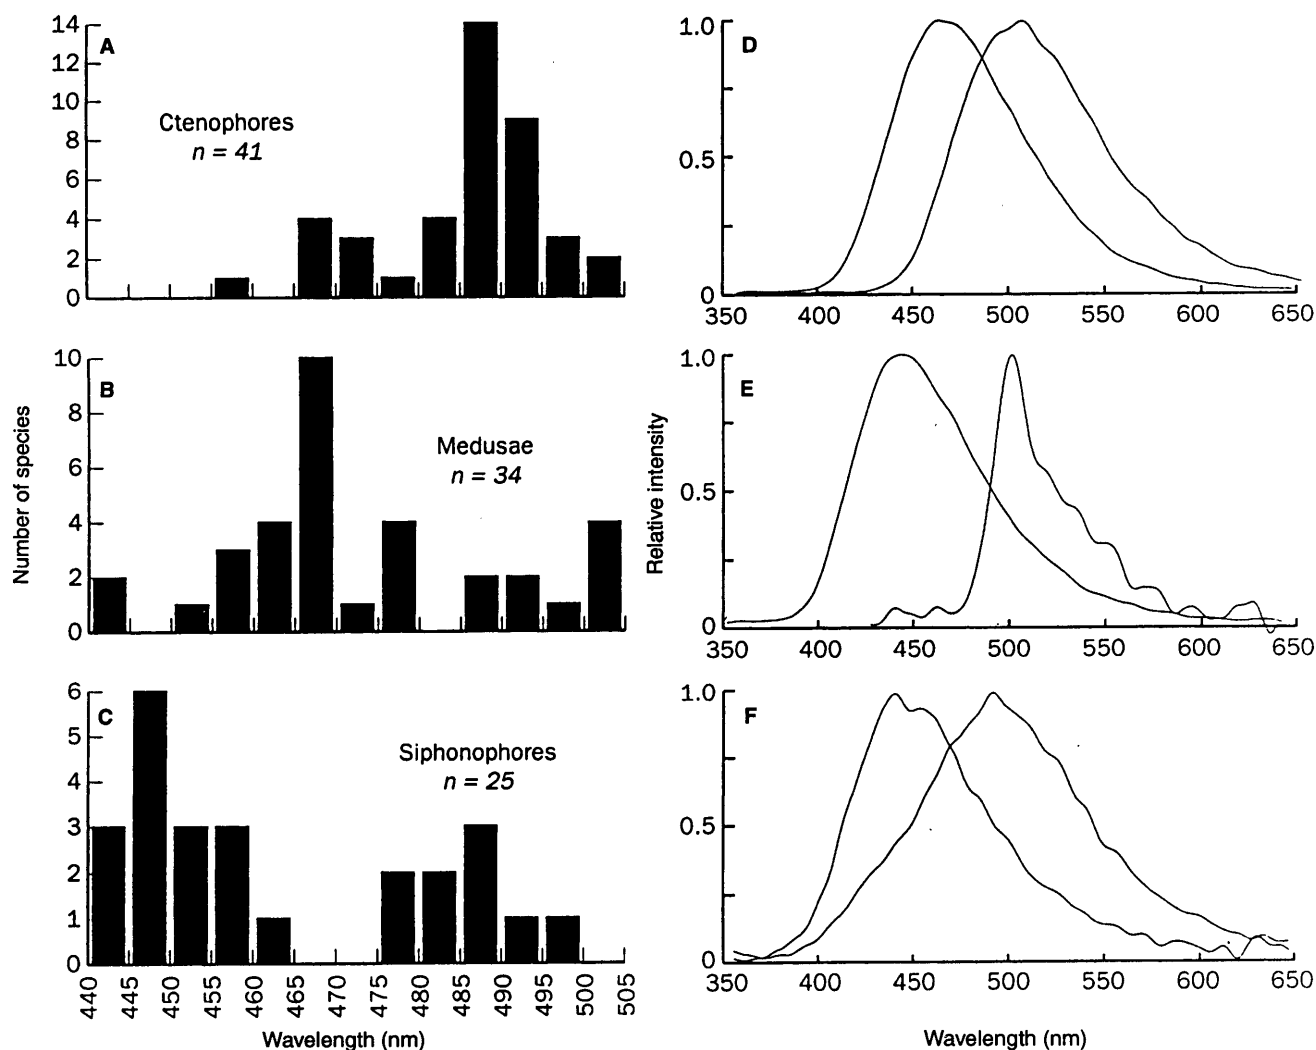 A
Ctenophores
n = 41
14
12
10
8
6
4
2
0
B
Medusae
n = 34
10
8
6
4
2
0
Number of species
C
Siphonophores
n = 25
6
5
4
3
2
1
0
440 445 450 455 460 465 470 475 480 485 490 495 500 505
Wavelength (nm)
D
1.0
0.5
0
350 400 450 500 550 600 650
E
1.0
0.5
0
350 400 450 500 550 600 650
Relative intensity
F
1.0
0.5
0
350 400 450 500 550 600 650
Wavelength (nm)